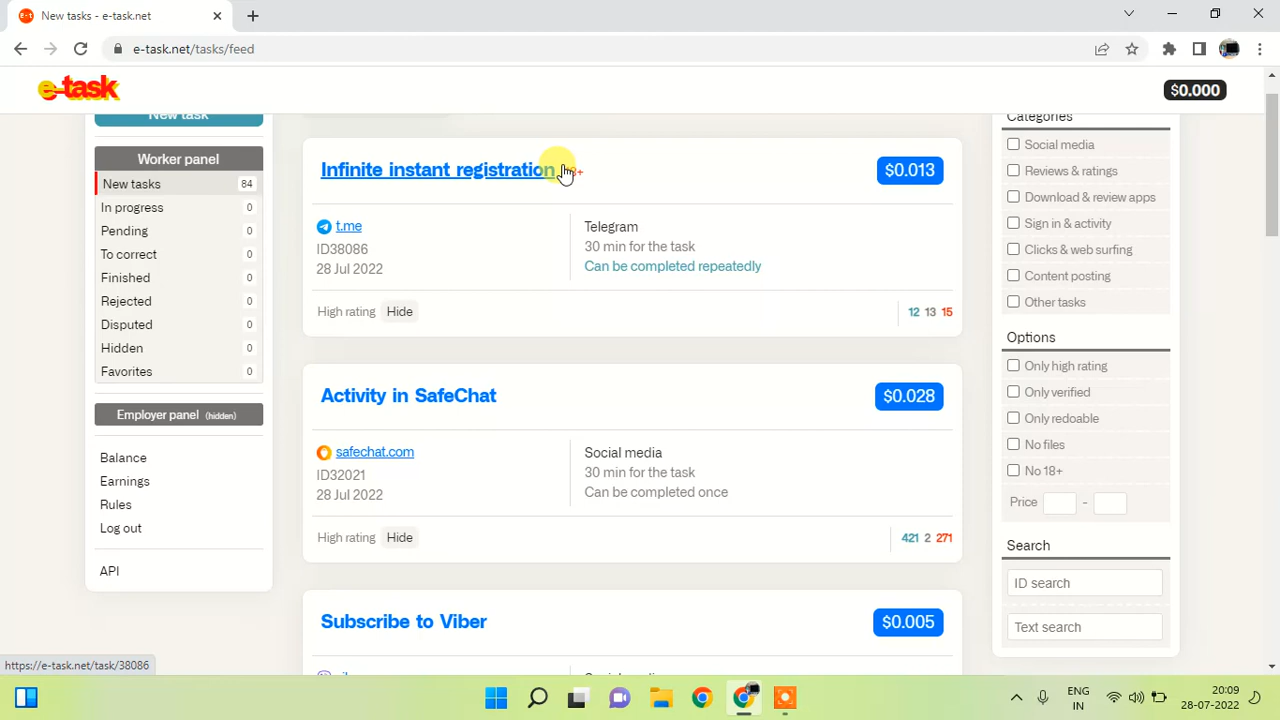 New tasks - e-task.net
e-task.net/tasks/feed
e-task
$0.000
New task
Worker panel
New tasks 84
In progress 0
Pending 0
To correct 0
Finished 0
Rejected 0
Disputed 0
Hidden 0
Favorites 0
Employer panel (hidden)
Balance
Earnings
Rules
Log out
API
Infinite instant registration
$0.013
t.me
ID38086
28 Jul 2022
Telegram
30 min for the task
Can be completed repeatedly
High rating Hide
12 13 15
Activity in SafeChat
$0.028
safechat.com
ID32021
28 Jul 2022
Social media
30 min for the task
Can be completed once
High rating Hide
421 2 271
Subscribe to Viber
$0.005
Categories
Social media
Reviews & ratings
Download & review apps
Sign in & activity
Clicks & web surfing
Content posting
Other tasks
Options
Only high rating
Only verified
Only redoable
No files
No 18+
Price -
Search
ID search
Text search
https://e-task.net/task/38086
ENG
IN
20:09
28-07-2022